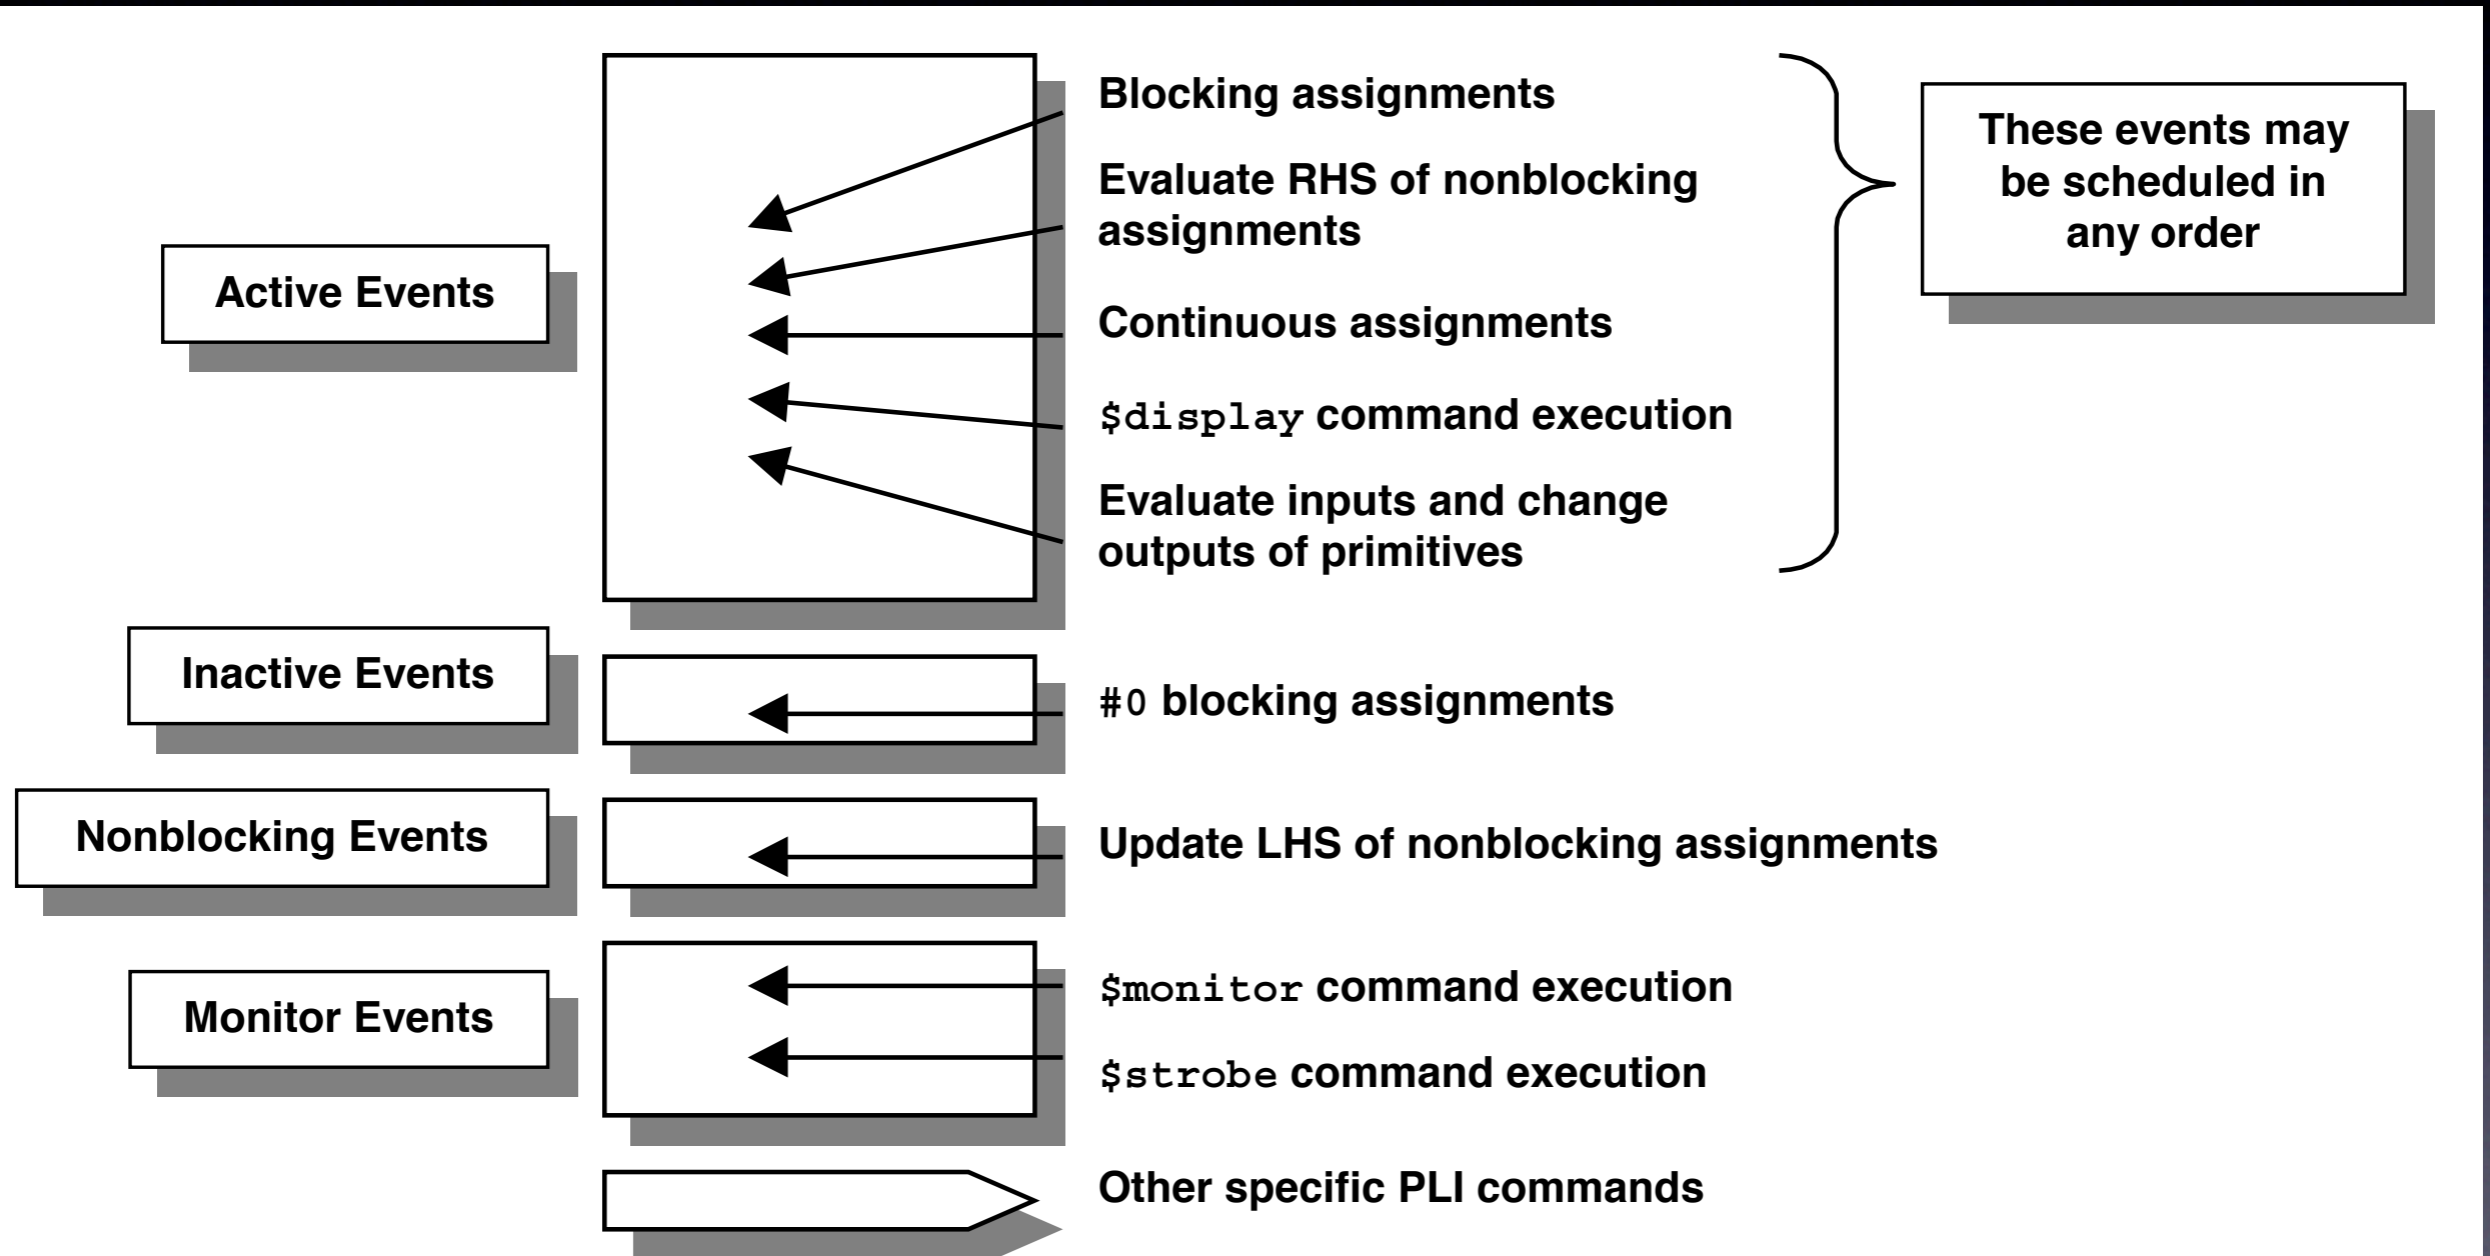 Blocking assignments
Evaluate RHS of nonblocking
assignments
Continuous assignments
$display command execution
Evaluate inputs and change
outputs of primitives
These events may
be scheduled in
any order
Active Events
Inactive Events
#0 blocking assignments
Nonblocking Events
Update LHS of nonblocking assignments
Monitor Events
$monitor command execution
$strobe command execution
Other specific PLI commands